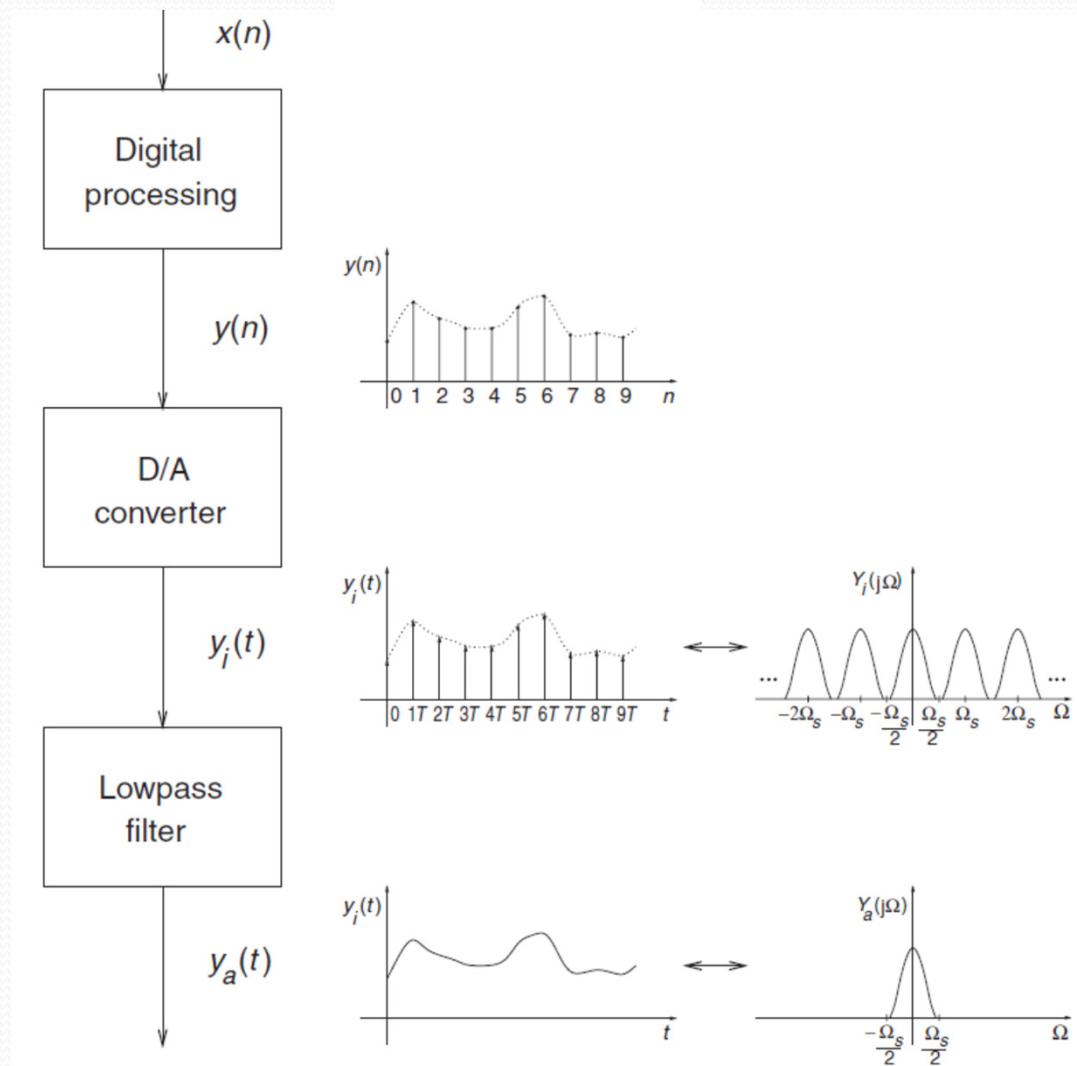 x(n)
Digital
processing
y(n)
y(n)
0 1 2 3 4 5 6 7 8 9 n
D/A
converter
y_i(t)
y_i(t)
0 1T 2T 3T 4T 5T 6T 7T 8T 9T t
Y_i(jΩ)
... ...
−2Ω_s −Ω_s −Ω_s/2 Ω_s/2 Ω_s 2Ω_s Ω
Lowpass
filter
y_a(t)
y_i(t)
t
Y_a(jΩ)
−Ω_s/2 Ω_s/2 Ω